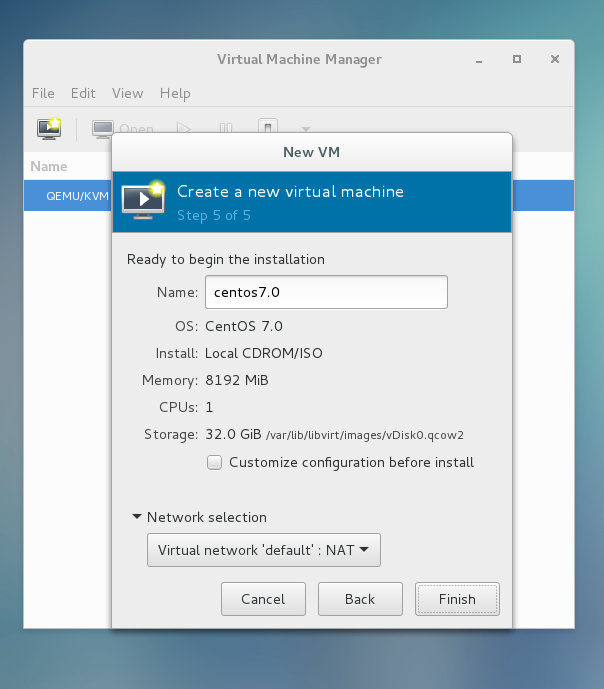 Virtual Machine Manager
File Edit View Help
Open
Name
QEMU/KVM
New VM
Create a new virtual machine
Step 5 of 5
Ready to begin the installation
Name: centos7.0
OS: CentOS 7.0
Install: Local CDROM/ISO
Memory: 8192 MiB
CPUs: 1
Storage: 32.0 GiB /var/lib/libvirt/images/vDisk0.qcow2
Customize configuration before install
Network selection
Virtual network 'default' : NAT
Cancel Back Finish